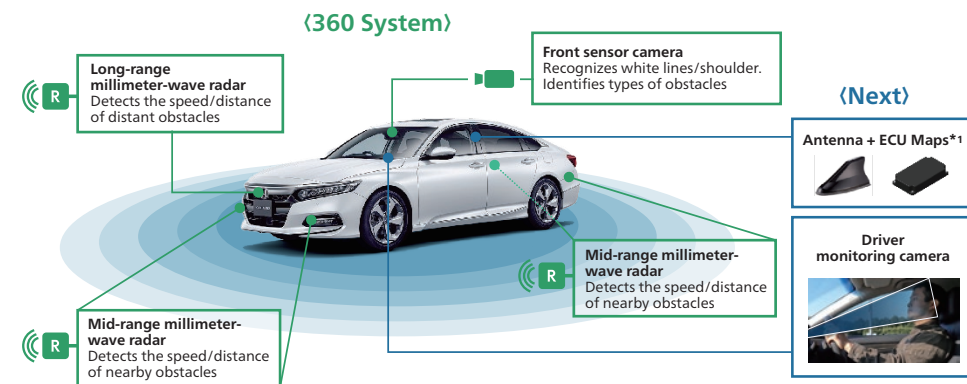 〈360 System〉
Long-range
millimeter-wave radar
Detects the speed/distance
of distant obstacles
R
Front sensor camera
Recognizes white lines/shoulder.
Identifies types of obstacles
〈Next〉
Antenna + ECU Maps*1
Driver
monitoring camera
Mid-range millimeter-
wave radar
Detects the speed/distance
of nearby obstacles
R
Mid-range millimeter-
wave radar
Detects the speed/distance
of nearby obstacles
R